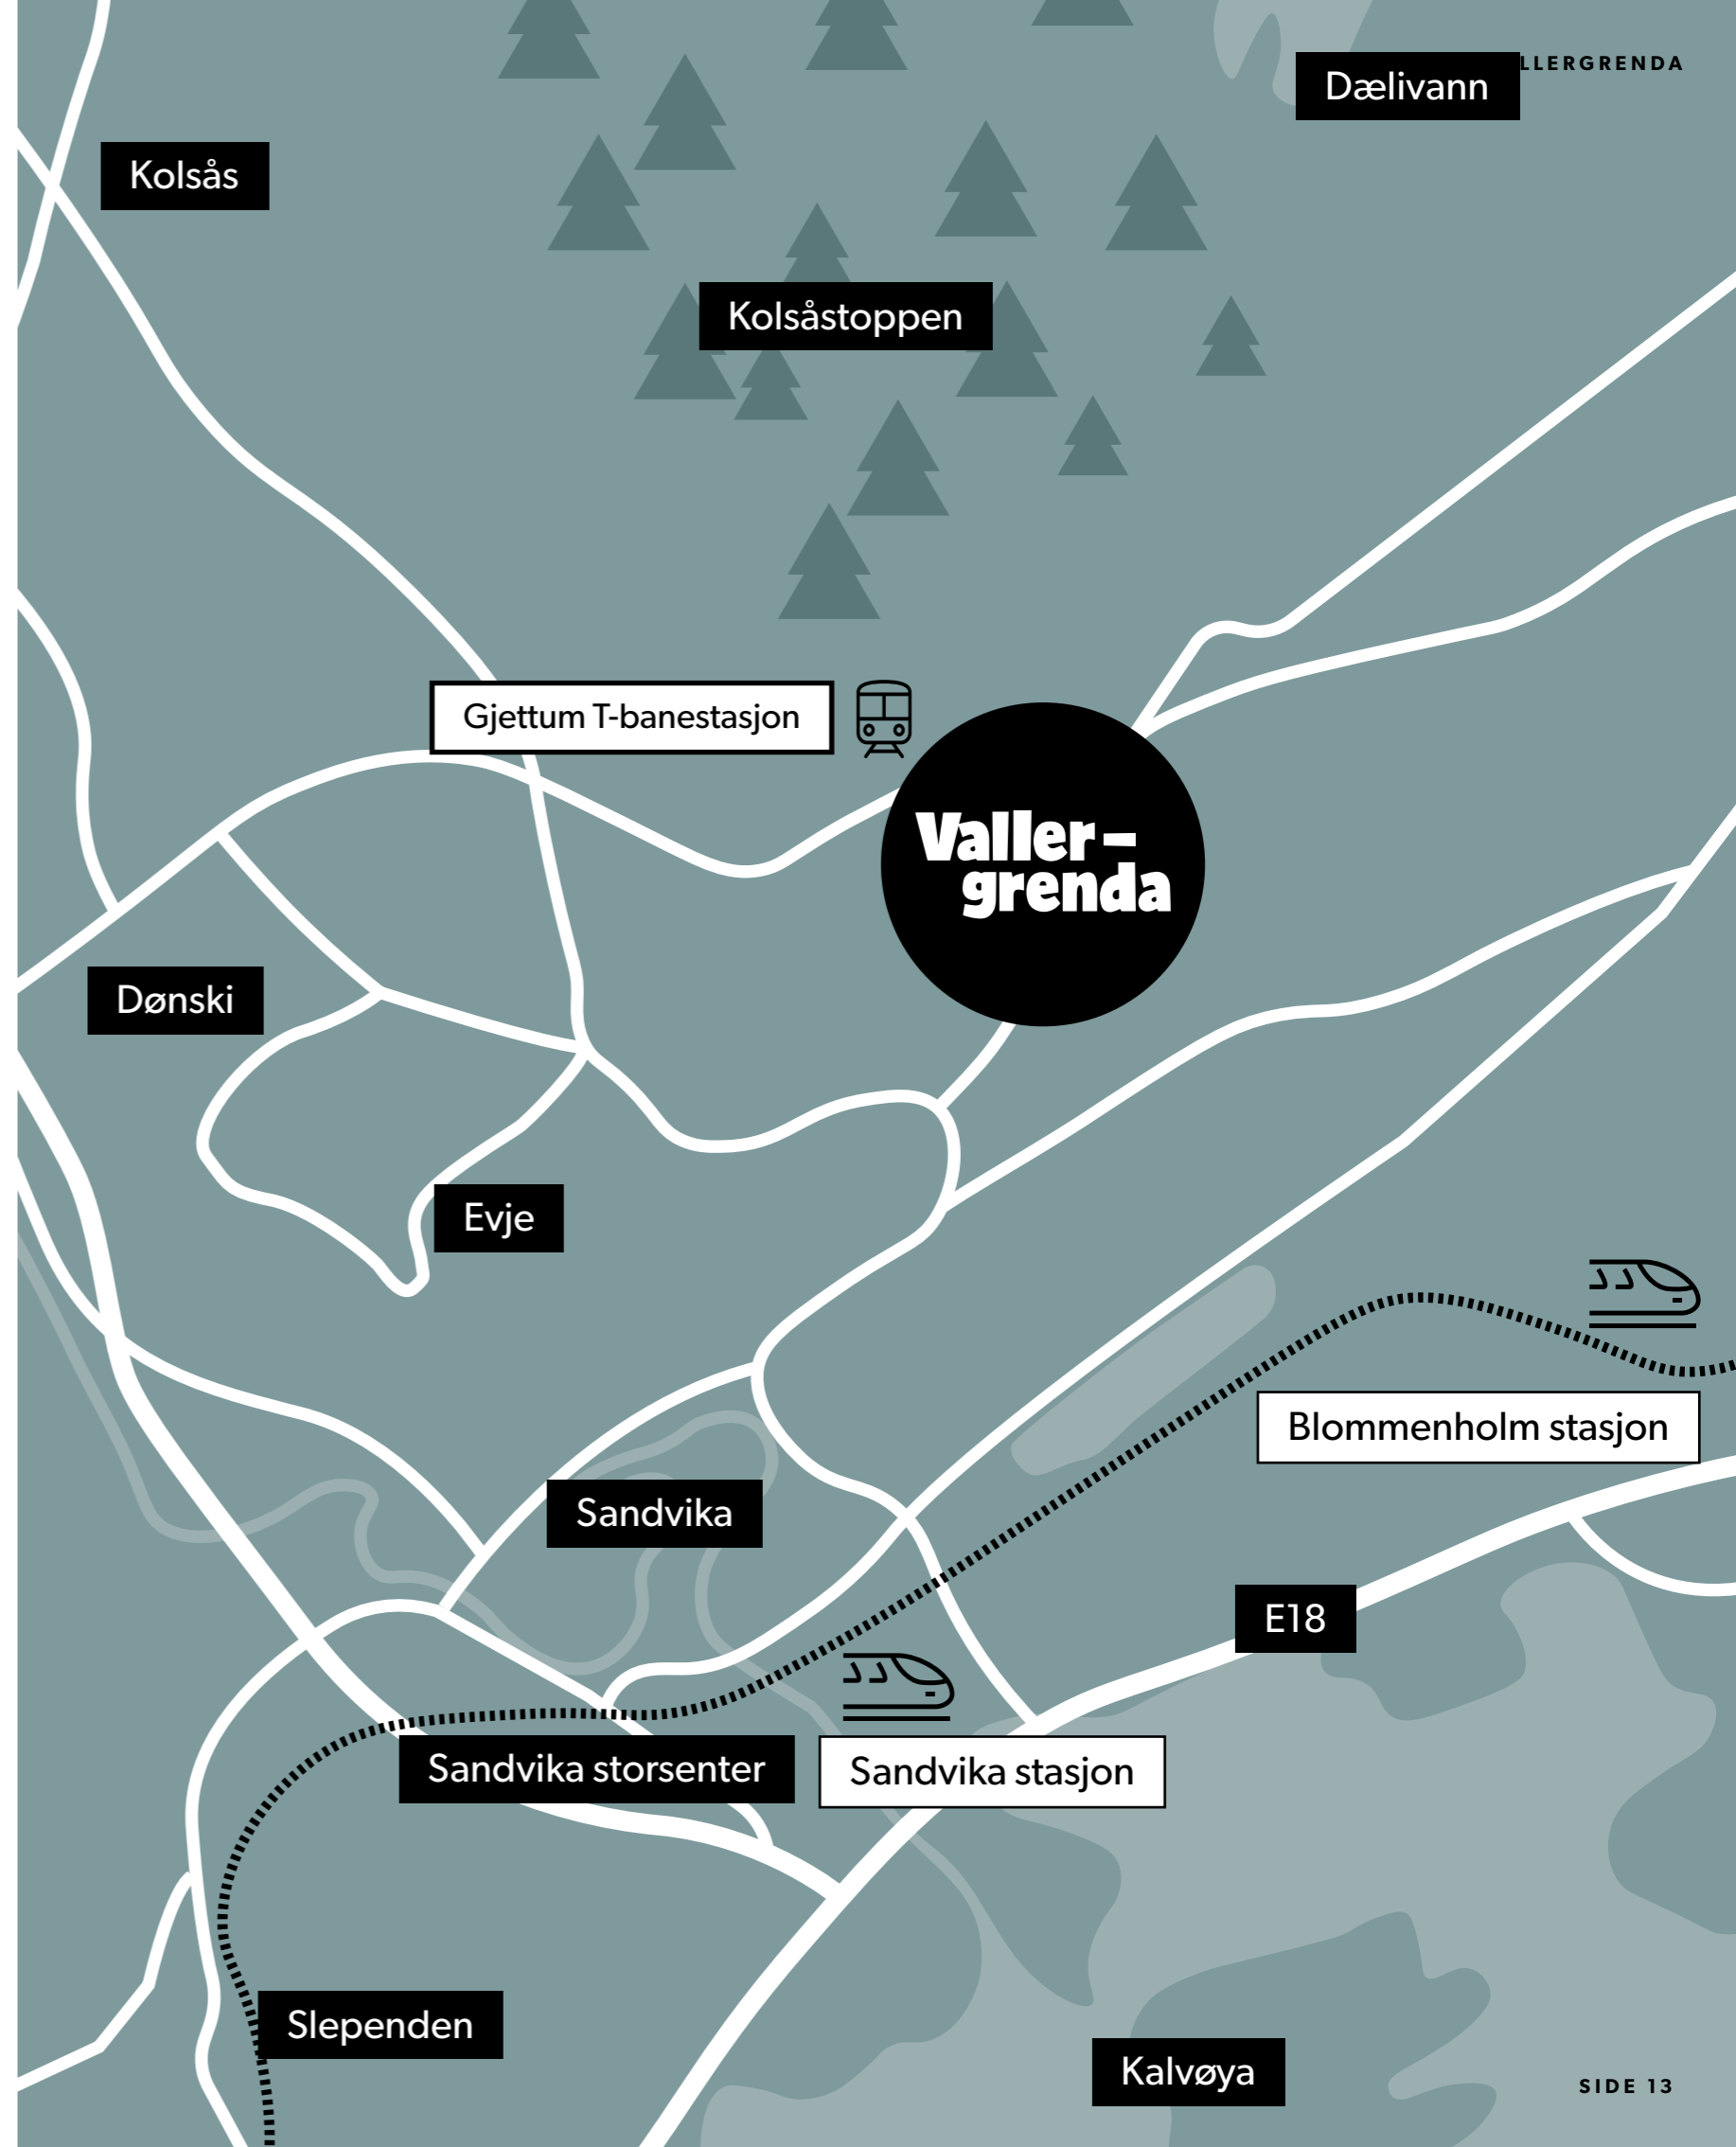 LLERGRENDA
Dælivann
Kolsås
Kolsåstoppen
Gjettum T-banestasjon
Valler-
grenda
Dønski
Evje
Blommenholm stasjon
Sandvika
E18
Sandvika storsenter
Sandvika stasjon
Slependen
Kalvøya
SIDE 13